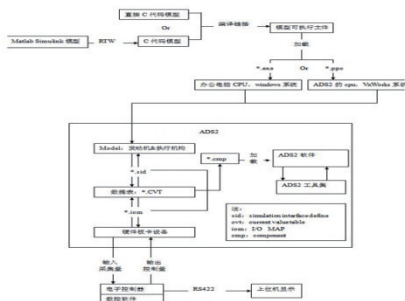 直接 C 代码模型
Or
编译链接
模型可执行文件
Matlab Simulink 模型
RTW
C 代码模型
加载
*.exe
Or
*.ppc
办公电脑 CPU, windows 系统
ADS2 的 cpu, VxWorks 系统
ADS2
Model: 发动机&执行机构
*.sid
*.cmp
加载
ADS2 软件
数据表: *.CVT
ADS2 工具集
*.iom
注:
sid: simulation interface define
cvt: current value table
iom: I/O MAP
cmp: component
硬件板卡设备
输入
采集量
输出
控制量
电子控制器
RS422
上位机显示
控制软件